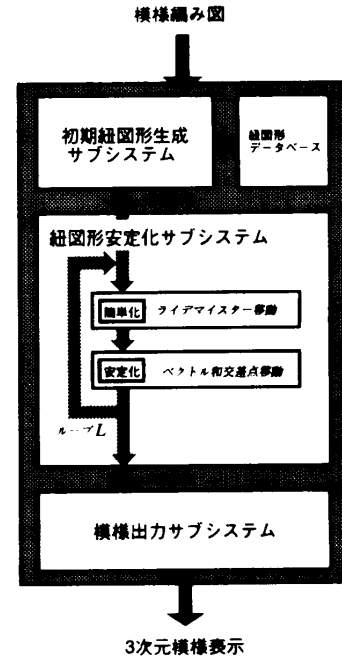 模様編み図
初期紐図形生成
サブシステム
紐図形
データベース
紐図形安定化サブシステム
簡単化 ライデマイスター移動
安定化 ベクトル和交差点移動
ループL
模様出力サブシステム
3次元模様表示